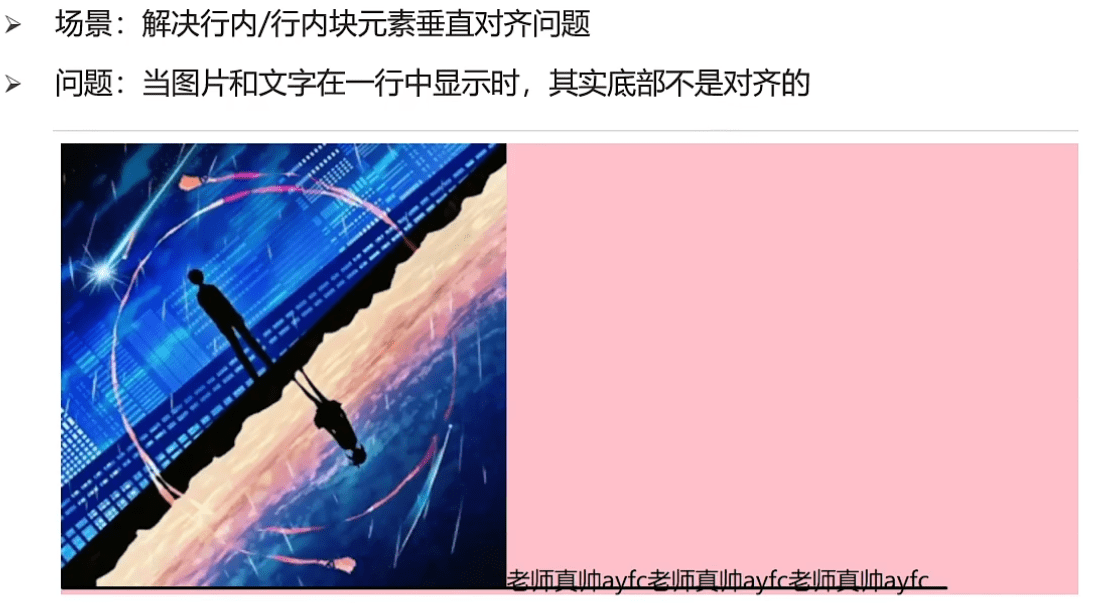 场景：解决行内/行内块元素垂直对齐问题
问题：当图片和文字在一行中显示时，其实底部不是对齐的
老师真帅ayfc老师真帅ayfc老师真帅ayfc